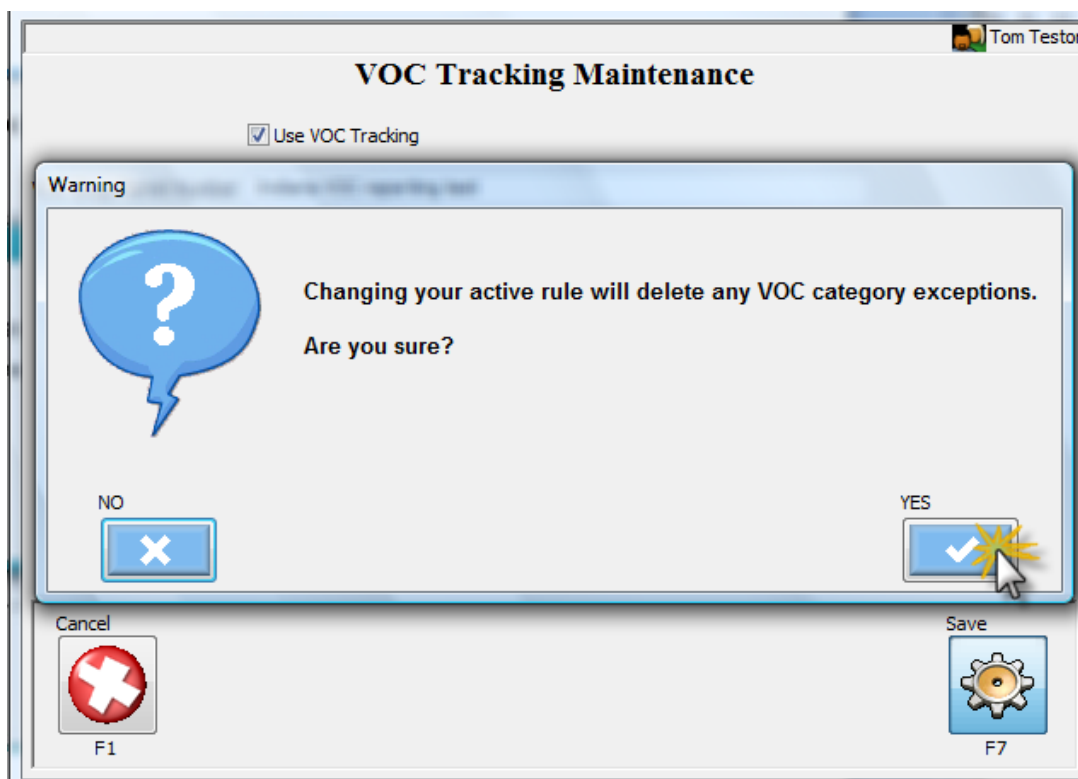 Tom Testor
VOC Tracking Maintenance
Use VOC Tracking
Warning
?
Changing your active rule will delete any VOC category exceptions.
Are you sure?
NO
YES
Cancel
Save
F1
F7